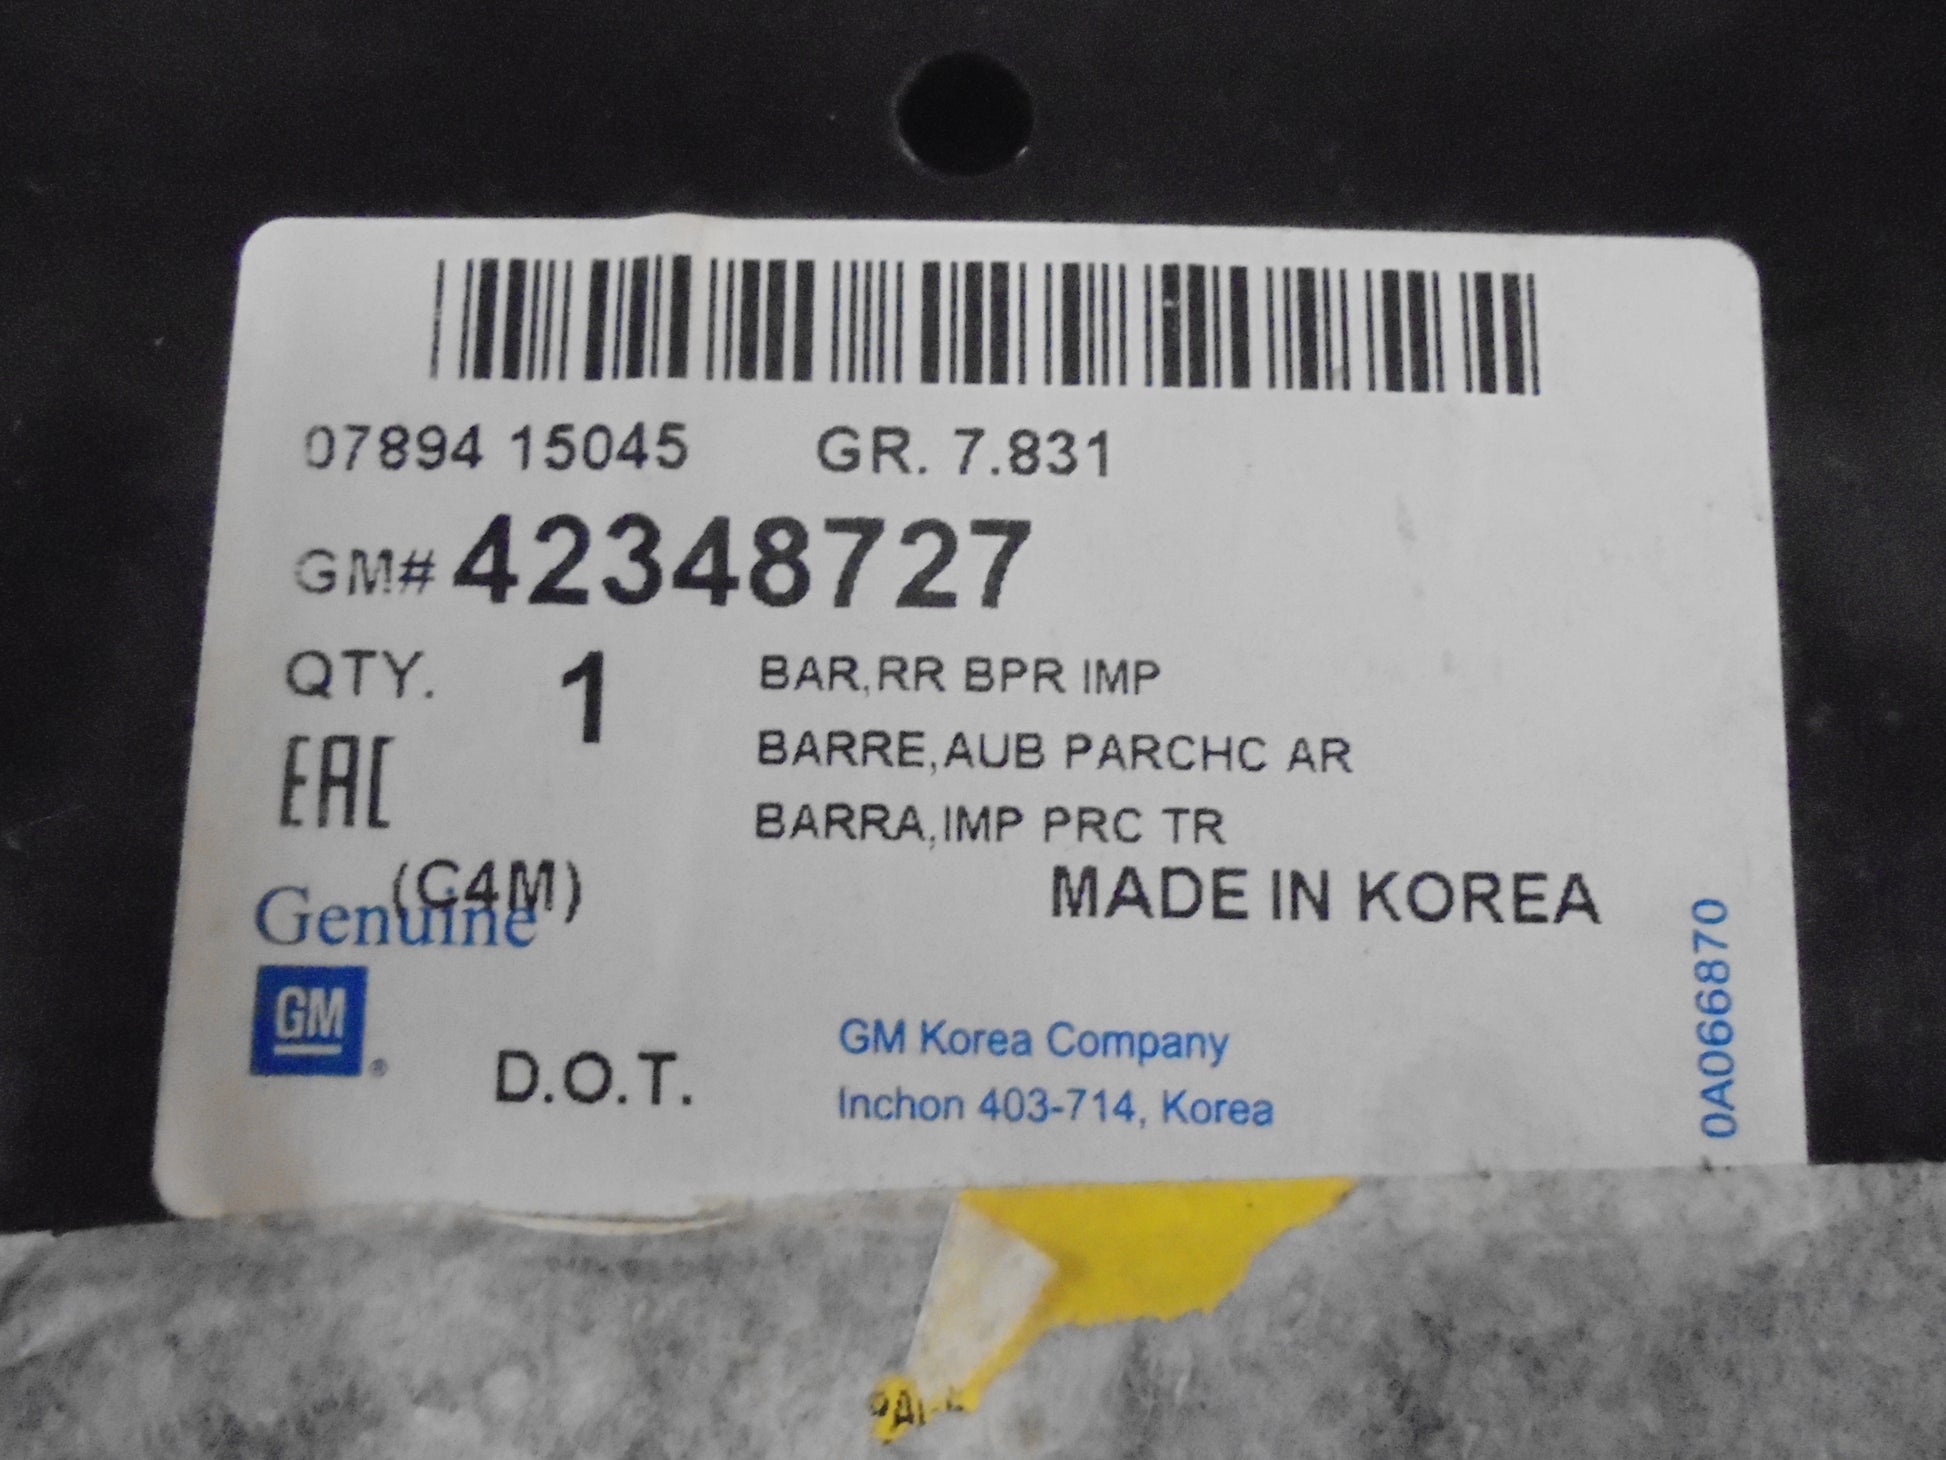 07894 15045 GR. 7.831
GM# 42348727
QTY. 1
BAR,RR BPR IMP
BARRE,AUB PARCHC AR
BARRA,IMP PRC TR
EAC
(C4M)
MADE IN KOREA
Genuine
GM
®
D.O.T.
GM Korea Company
Inchon 403-714, Korea
0A066870